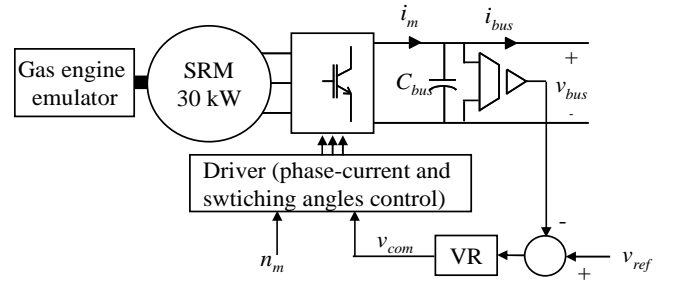 i_m
i_bus
Gas engine
emulator
SRM
30 kW
C_bus
+
v_bus
-
Driver (phase-current and
swtiching angles control)
-
n_m
v_com
VR
v_ref
+